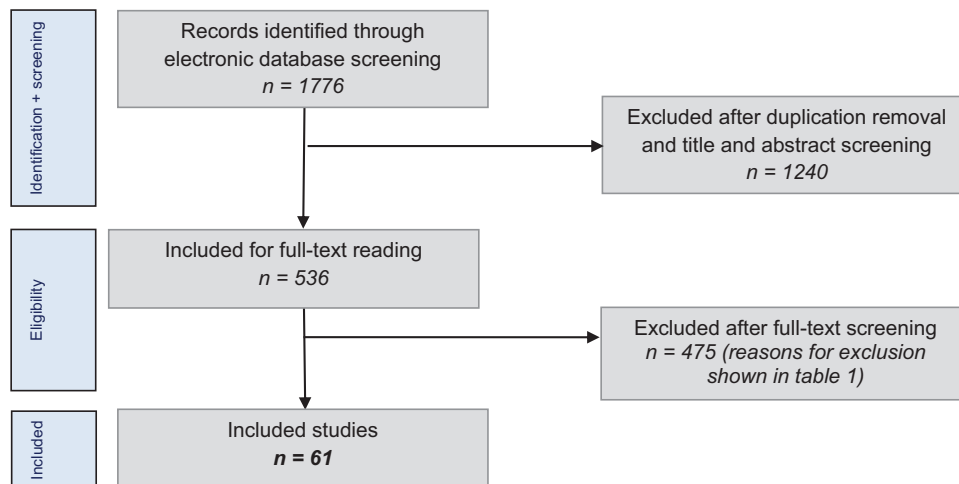 Identification + screening
Records identified through
electronic database screening
n = 1776
Excluded after duplication removal
and title and abstract screening
n = 1240
Eligibility
Included for full-text reading
n = 536
Excluded after full-text screening
n = 475 (reasons for exclusion
shown in table 1)
Included
Included studies
n = 61